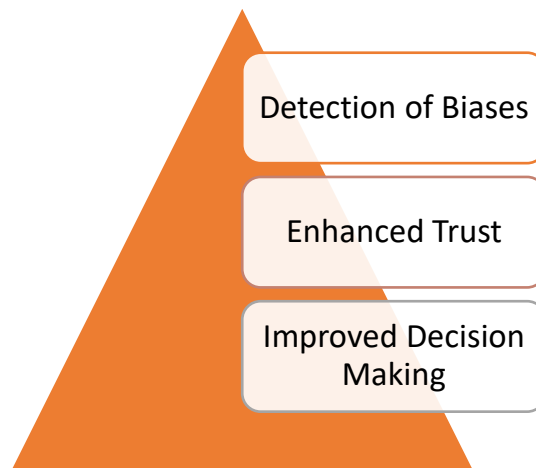 Detection of Biases
Enhanced Trust
Improved Decision
Making